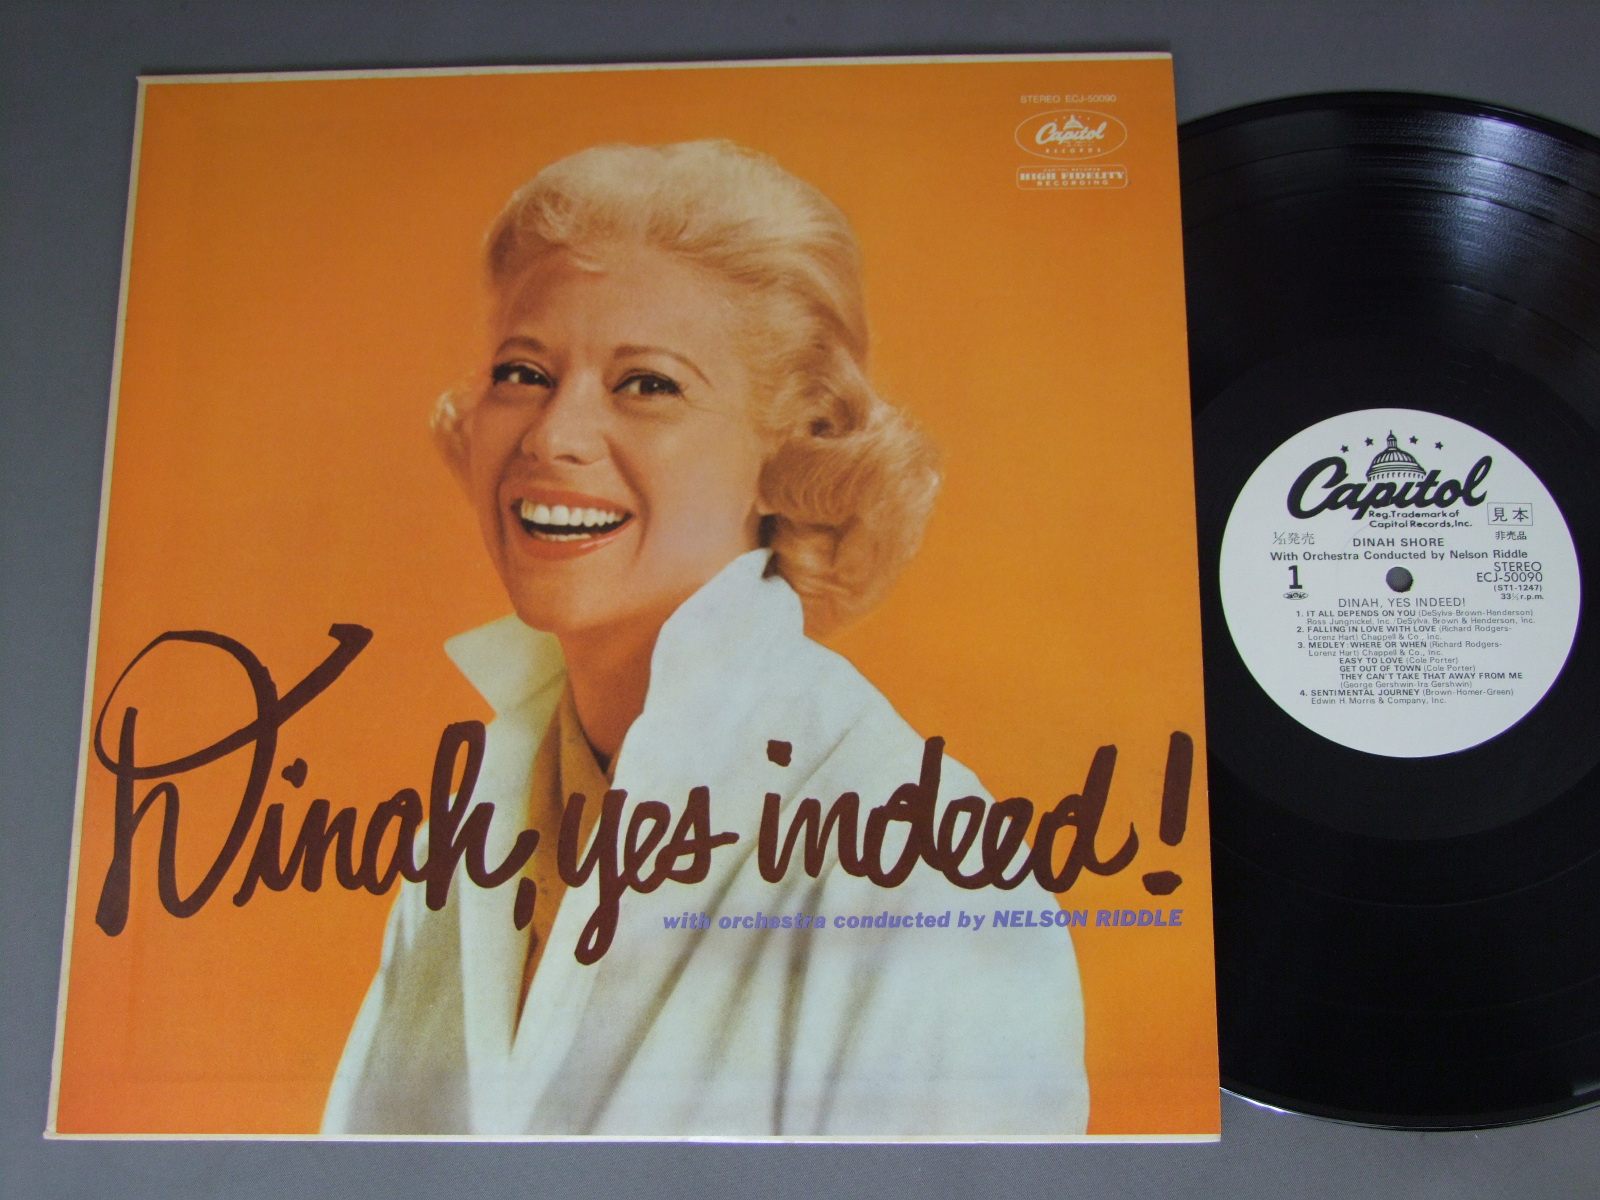 STEREO ECJ-50090
Capitol
RECORDS
HIGH FIDELITY
RECORDING
Dinah, yes indeed!
with orchestra conducted by NELSON RIDDLE
Capitol
Reg. Trademark of
Capitol Records, Inc.
見本
非売品
1/21発売
DINAH SHORE
With Orchestra Conducted by Nelson Riddle
1
STEREO
ECJ-50090
(ST1-1247)
33⅓ r.p.m.
DINAH, YES INDEED!
1. IT ALL DEPENDS ON YOU (DeSylva-Brown-Henderson)
Ross Jungnickel, Inc./DeSylva, Brown & Henderson, Inc.
2. FALLING IN LOVE WITH LOVE (Richard Rodgers-
Lorenz Hart) Chappell & Co., Inc.
3. MEDLEY: WHERE OR WHEN (Richard Rodgers-
Lorenz Hart) Chappell & Co., Inc.
EASY TO LOVE (Cole Porter)
GET OUT OF TOWN (Cole Porter)
THEY CAN'T TAKE THAT AWAY FROM ME
(George Gershwin-Ira Gershwin)
4. SENTIMENTAL JOURNEY (Brown-Homer-Green)
Edwin H. Morris & Company, Inc.